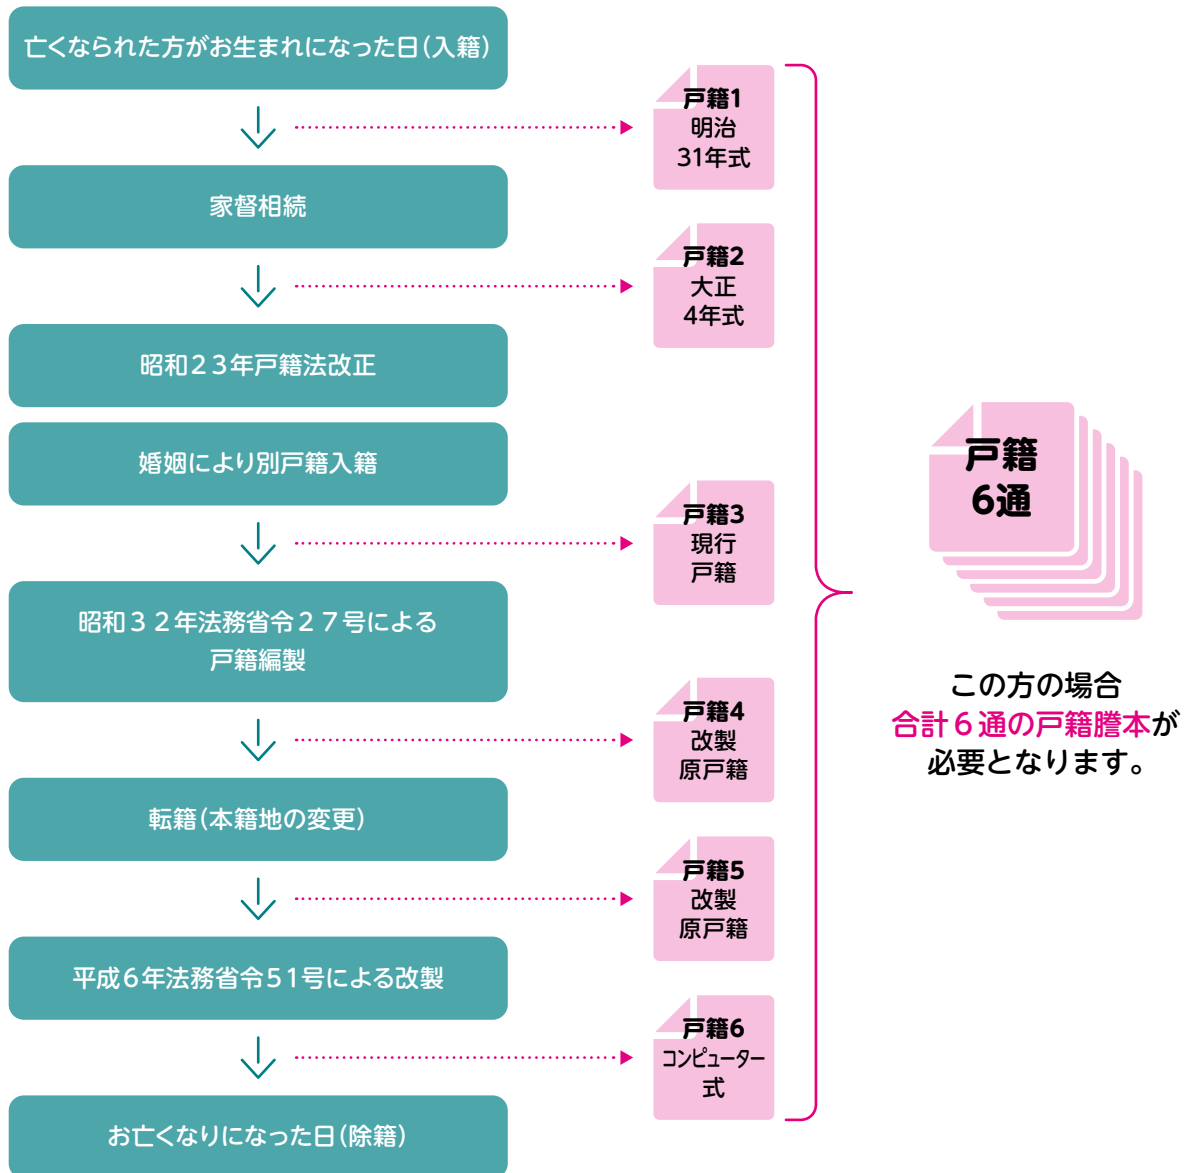 亡くなられた方がお生まれになった日(入籍)
戸籍1
明治
31年式
家督相続
戸籍2
大正
4年式
昭和23年戸籍法改正
婚姻により別戸籍入籍
戸籍3
現行
戸籍
昭和32年法務省令27号による
戸籍編製
戸籍4
改製
原戸籍
転籍(本籍地の変更)
戸籍5
改製
原戸籍
平成6年法務省令51号による改製
戸籍6
コンピューター
式
お亡くなりになった日(除籍)
戸籍
6通
この方の場合
合計6通の戸籍謄本が
必要となります。